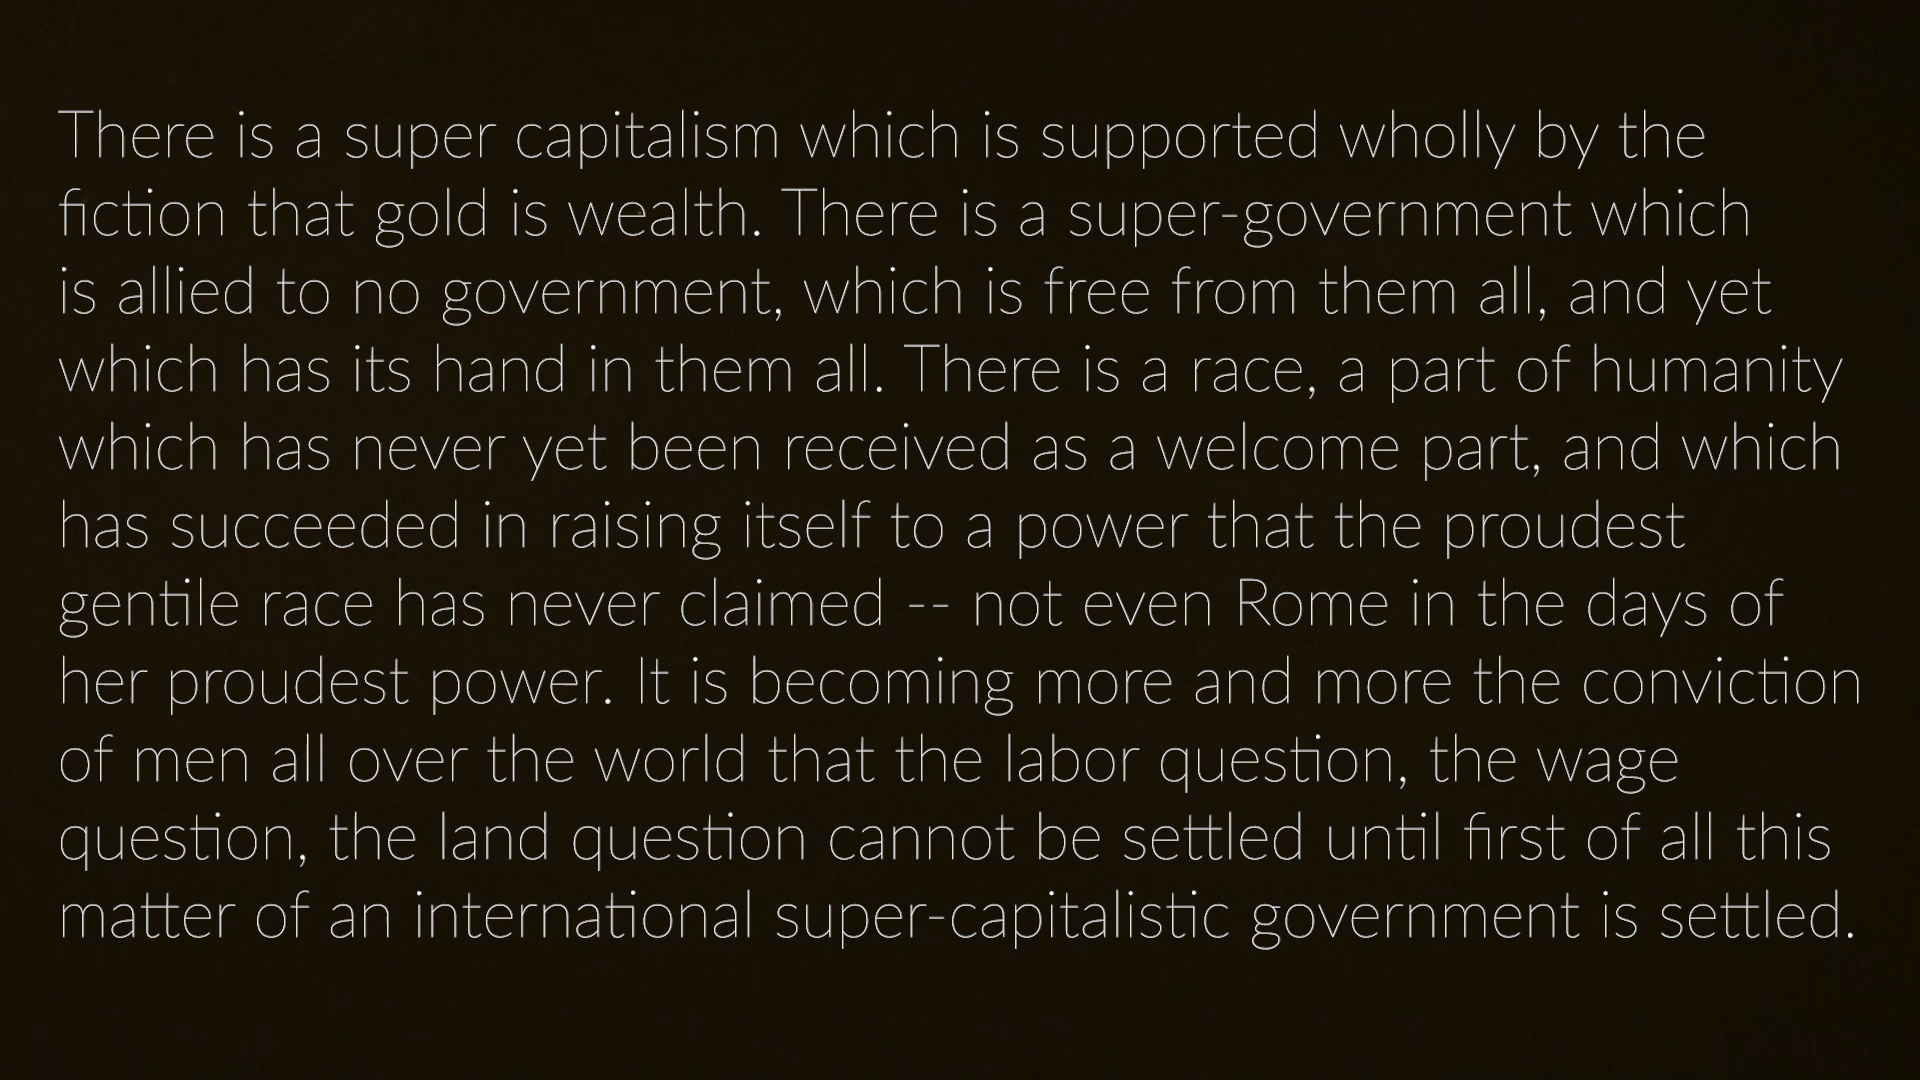 There is a super capitalism which is supported wholly by the
fiction that gold is wealth. There is a super-government which
is allied to no government, which is free from them all, and yet
which has its hand in them all. There is a race, a part of humanity
which has never yet been received as a welcome part, and which
has succeeded in raising itself to a power that the proudest
gentile race has never claimed -- not even Rome in the days of
her proudest power. It is becoming more and more the conviction
of men all over the world that the labor question, the wage
question, the land question cannot be settled until first of all this
matter of an international super-capitalistic government is settled.